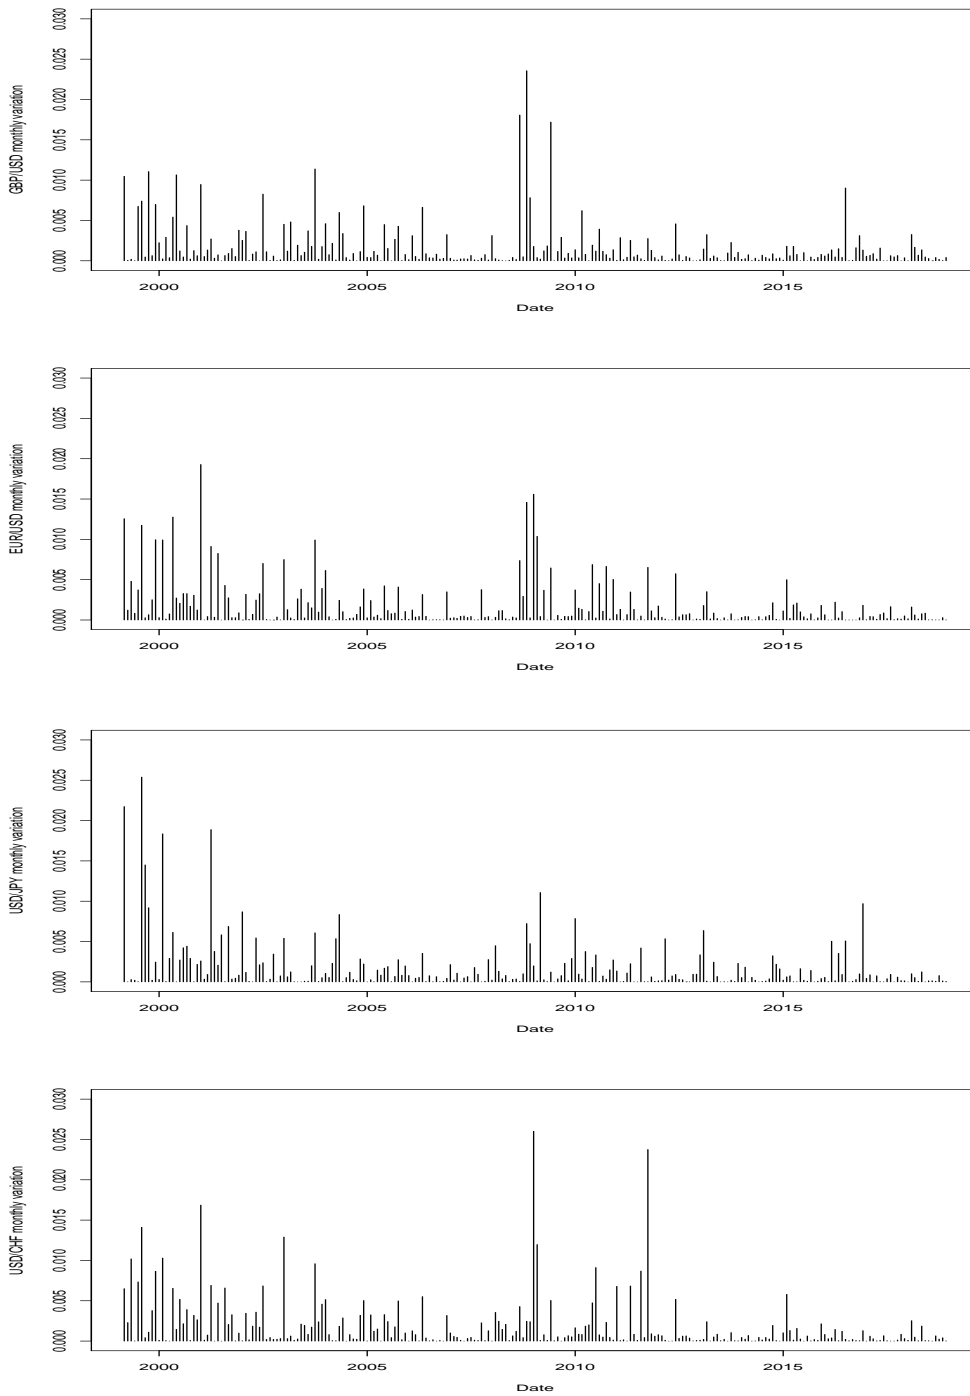 GBP/USD monthly variation
0.030
0.025
0.020
0.015
0.010
0.005
0.000
2000 2005 2010 2015
Date
EUR/USD monthly variation
0.030
0.025
0.020
0.015
0.010
0.005
0.000
2000 2005 2010 2015
Date
USD/JPY monthly variation
0.030
0.025
0.020
0.015
0.010
0.005
0.000
2000 2005 2010 2015
Date
USD/CHF monthly variation
0.030
0.025
0.020
0.015
0.010
0.005
0.000
2000 2005 2010 2015
Date